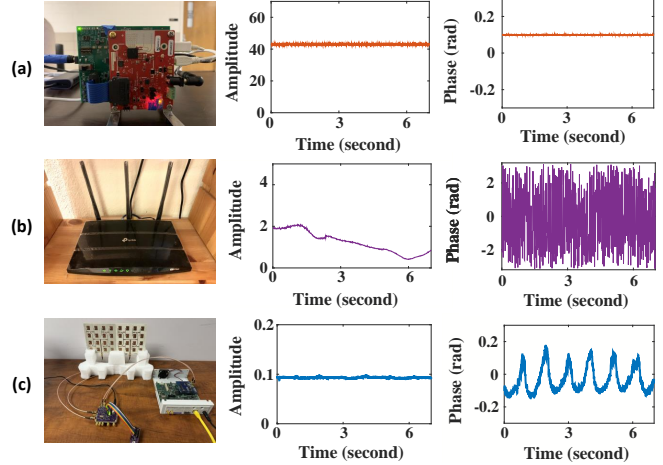 (a)
Amplitude
60
40
20
0
0 3 6
Time (second)
Phase (rad)
0.2
0
-0.2
0 3 6
Time (second)
(b)
Amplitude
4
2
0
0 3 6
Time (second)
Phase (rad)
2
0
-2
0 3 6
Time (second)
(c)
Amplitude
0.2
0.1
0
0 3 6
Time (second)
Phase (rad)
0.2
0
-0.2
0 3 6
Time (second)